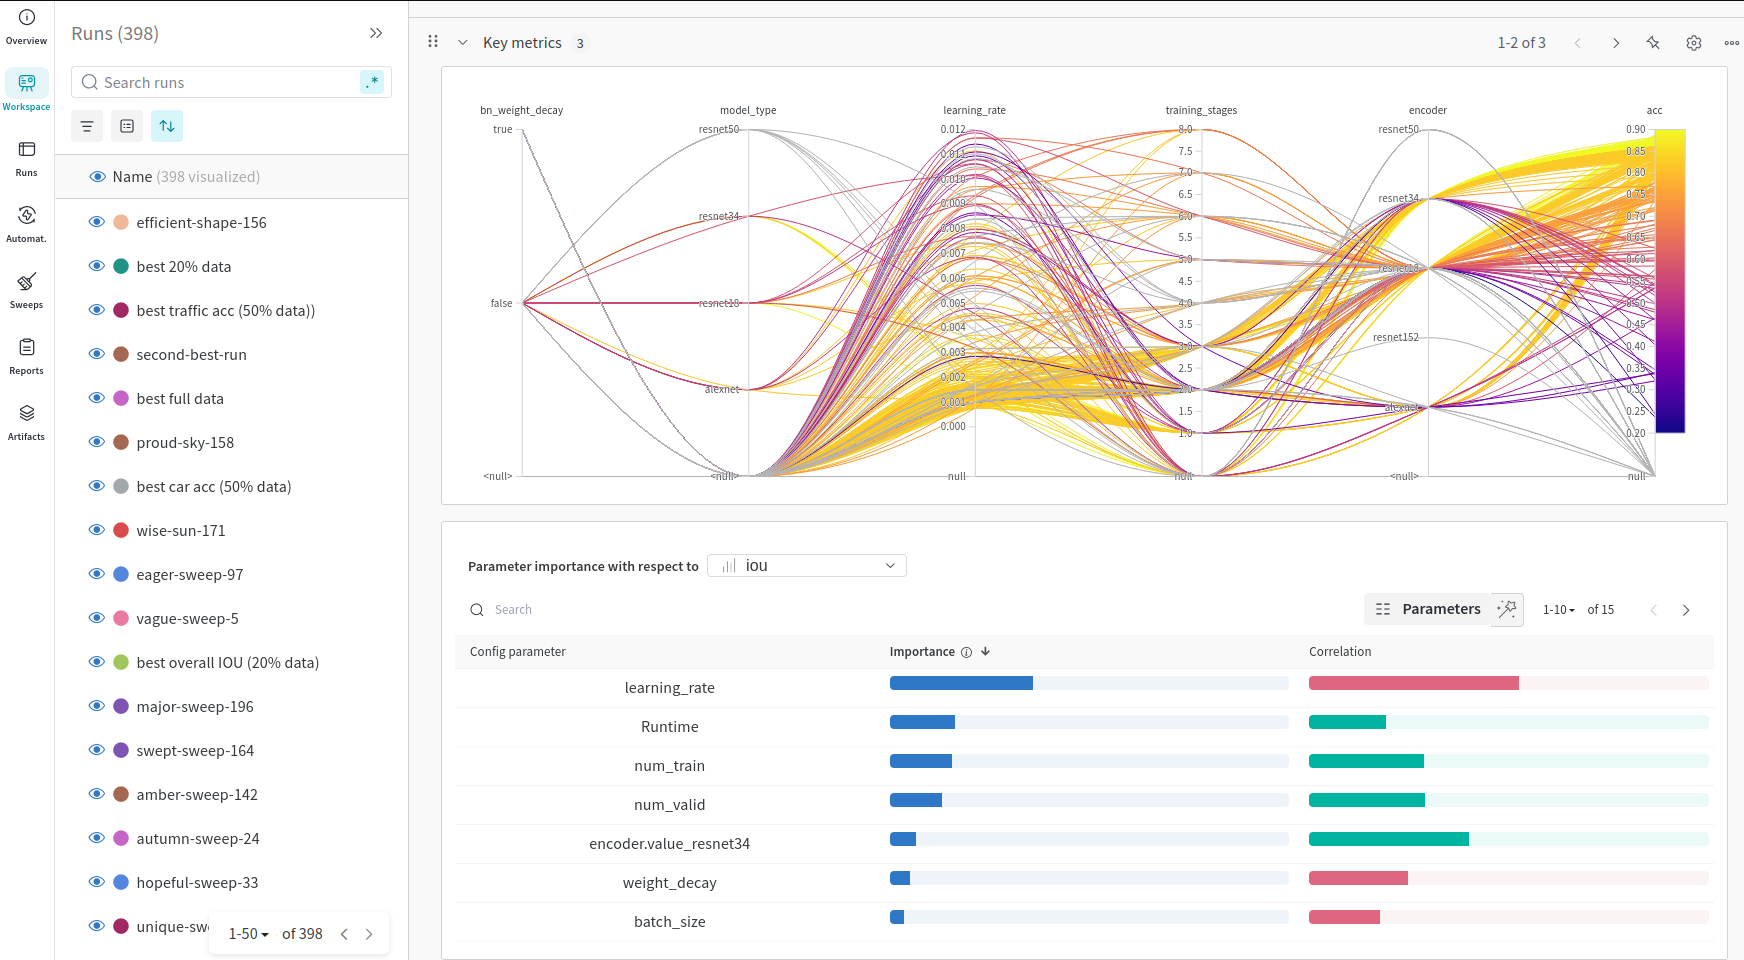 Overview
Workspace
Runs
Automat.
Sweeps
Reports
Artifacts
Runs (398)
Search runs
.*
Name (398 visualized)
efficient-shape-156
best 20% data
best traffic acc (50% data))
second-best-run
best full data
proud-sky-158
best car acc (50% data)
wise-sun-171
eager-sweep-97
vague-sweep-5
best overall IOU (20% data)
major-sweep-196
swept-sweep-164
amber-sweep-142
autumn-sweep-24
hopeful-sweep-33
unique-sw
1-50 of 398
Key metrics 3
1-2 of 3
bn_weight_decay
true
false
<null>
model_type
resnet50
resnet34
resnet18
alexnet
<null>
learning_rate
0.012
0.011
0.010
0.009
0.008
0.007
0.006
0.005
0.004
0.003
0.002
0.001
0.000
null
training_stages
8.0
7.5
7.0
6.5
6.0
5.5
5.0
4.5
4.0
3.5
3.0
2.5
2.0
1.5
1.0
null
encoder
resnet50
resnet34
resnet18
resnet152
alexnet
<null>
acc
0.90
0.85
0.80
0.75
0.70
0.65
0.60
0.55
0.50
0.45
0.40
0.35
0.30
0.25
0.20
null
Parameter importance with respect to iou
Search
Parameters
1-10 of 15
Config parameter Importance Correlation
learning_rate
Runtime
num_train
num_valid
encoder.value_resnet34
weight_decay
batch_size